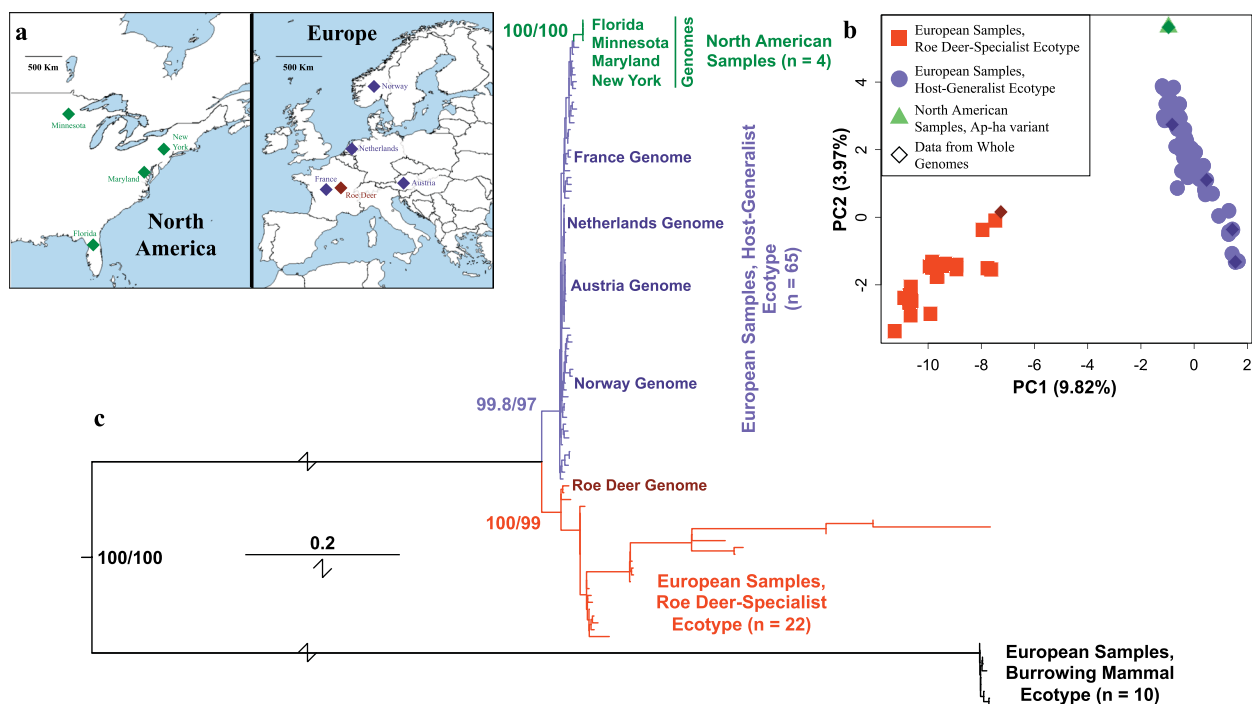 a
500 Km
Minnesota
New
York
Maryland
Florida
North
America
Europe
500 Km
Norway
Netherlands
France
Roe Deer
Austria
b
European Samples,
Roe Deer-Specialist Ecotype
European Samples,
Host-Generalist Ecotype
North American
Samples, Ap-ha variant
Data from Whole
Genomes
PC2 (3.97%)
4
2
0
-2
-10
-8
-6
-4
-2
0
2
PC1 (9.82%)
c
100/100
Florida
Minnesota
Maryland
New York
Genomes
North American
Samples (n = 4)
France Genome
Netherlands Genome
Austria Genome
Norway Genome
European Samples, Host-Generalist
Ecotype
(n = 65)
99.8/97
Roe Deer Genome
100/99
100/100
0.2
European Samples,
Roe Deer-Specialist
Ecotype (n = 22)
European Samples,
Burrowing Mammal
Ecotype (n = 10)